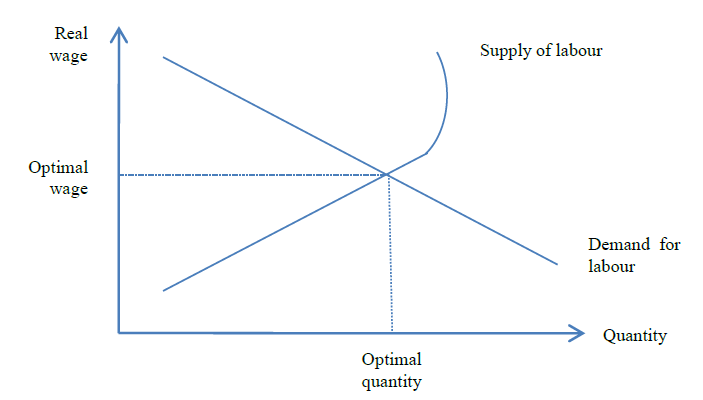 Real
wage
Supply of labour
Optimal
wage
Demand for
labour
Quantity
Optimal
quantity